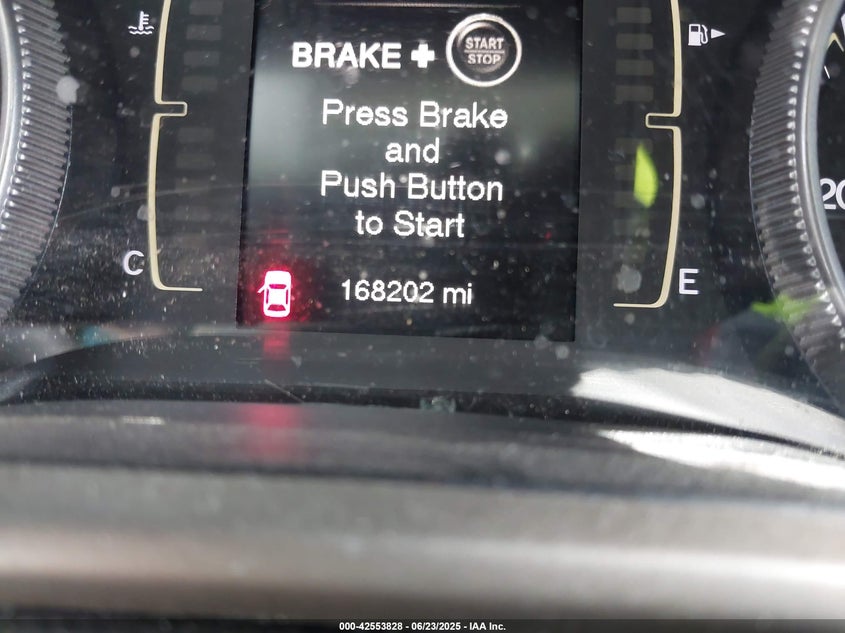 BRAKE + START STOP
Press Brake
and
Push Button
to Start
C
E
20
168202 mi
000-42553828 - 06/23/2025 - IAA Inc.